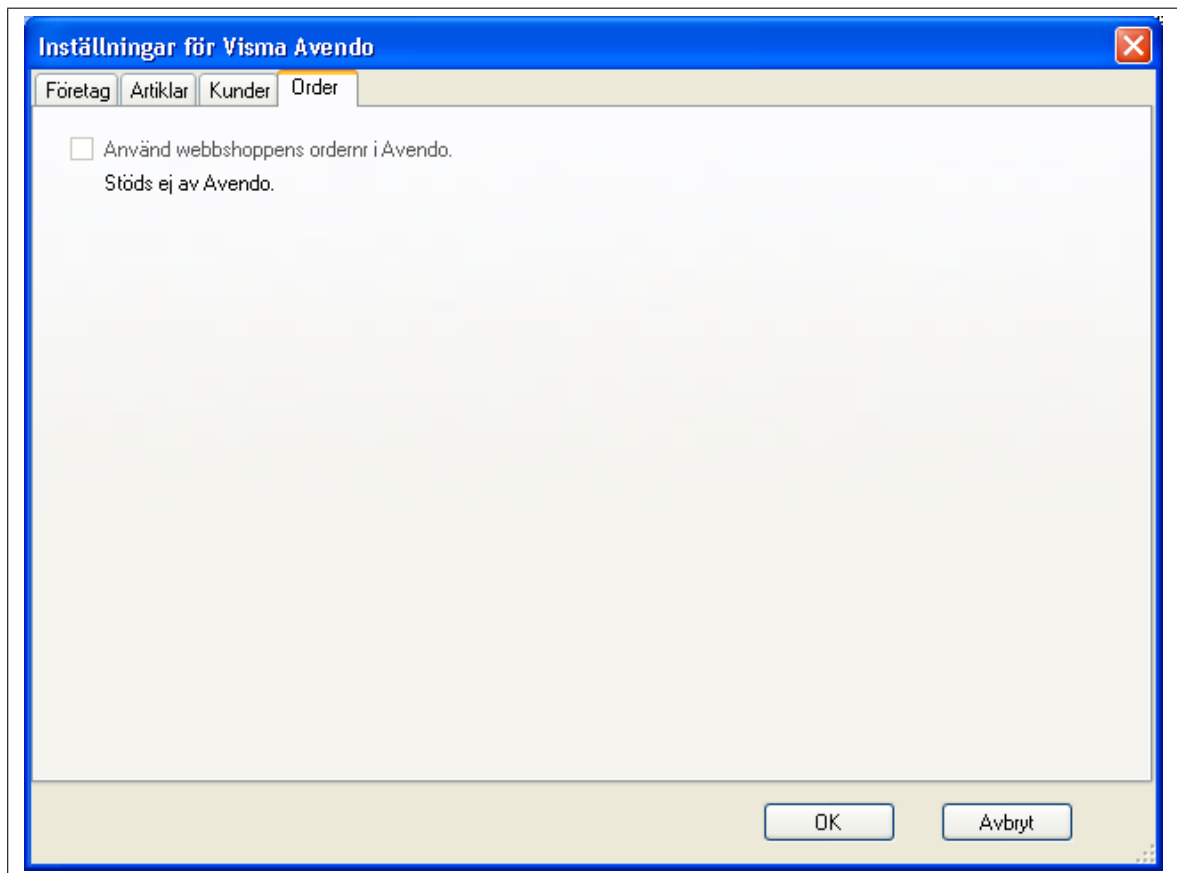 Inställningar för Visma Avendo
Företag Artiklar Kunder Order
Använd webbshoppens ordernr i Avendo.
Stöds ej av Avendo.
OK Avbryt